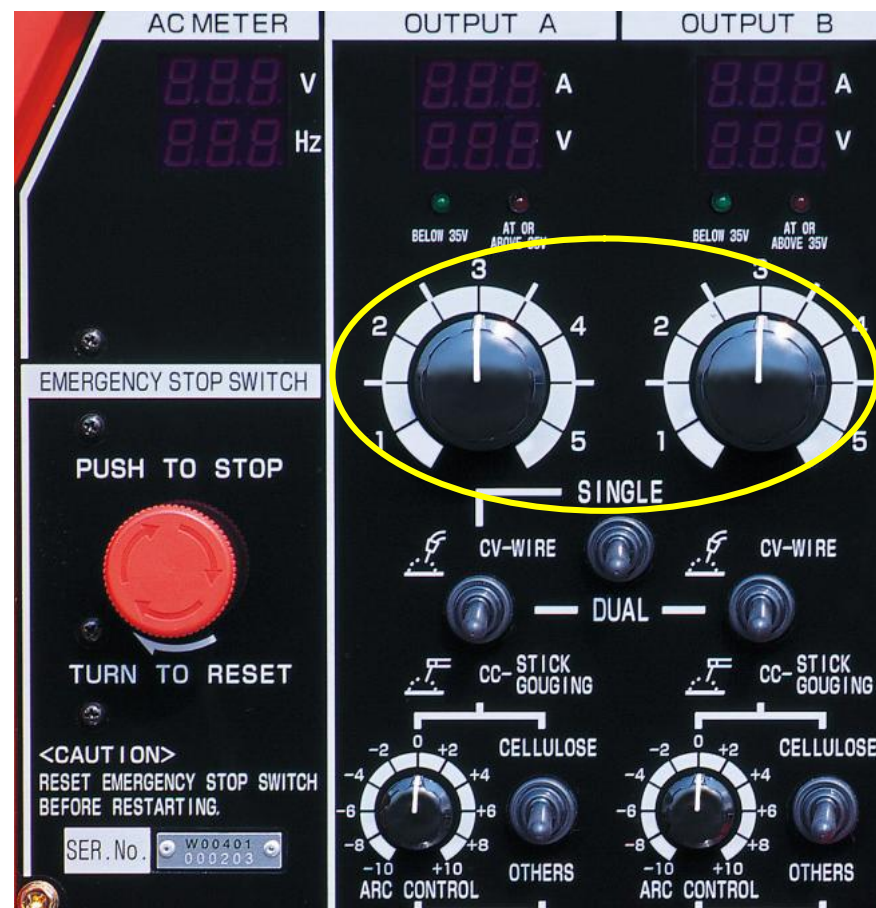 AC METER
V
Hz
EMERGENCY STOP SWITCH
PUSH TO STOP
TURN TO RESET
<CAUTION>
RESET EMERGENCY STOP SWITCH
BEFORE RESTARTING.
SER.No.
W00401
000203
OUTPUT A
A
V
BELOW 35V
AT OR
ABOVE 35V
1
2
3
4
5
OUTPUT B
A
V
BELOW 35V
AT OR
ABOVE 35V
1
2
3
4
5
SINGLE
CV-WIRE
CV-WIRE
DUAL
CC-STICK
GOUGING
CC-STICK
GOUGING
-10
-8
-6
-4
-2
0
+2
+4
+6
+8
+10
ARC CONTROL
CELLULOSE
OTHERS
-10
-8
-6
-4
-2
0
+2
+4
+6
+8
+10
ARC CONTROL
CELLULOSE
OTHERS